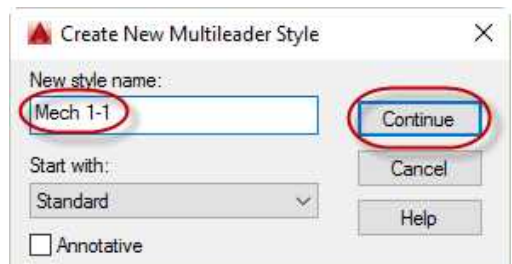 Create New Multileader Style
New style name:
Mech 1-1
Continue
Start with:
Cancel
Standard
Help
Annotative